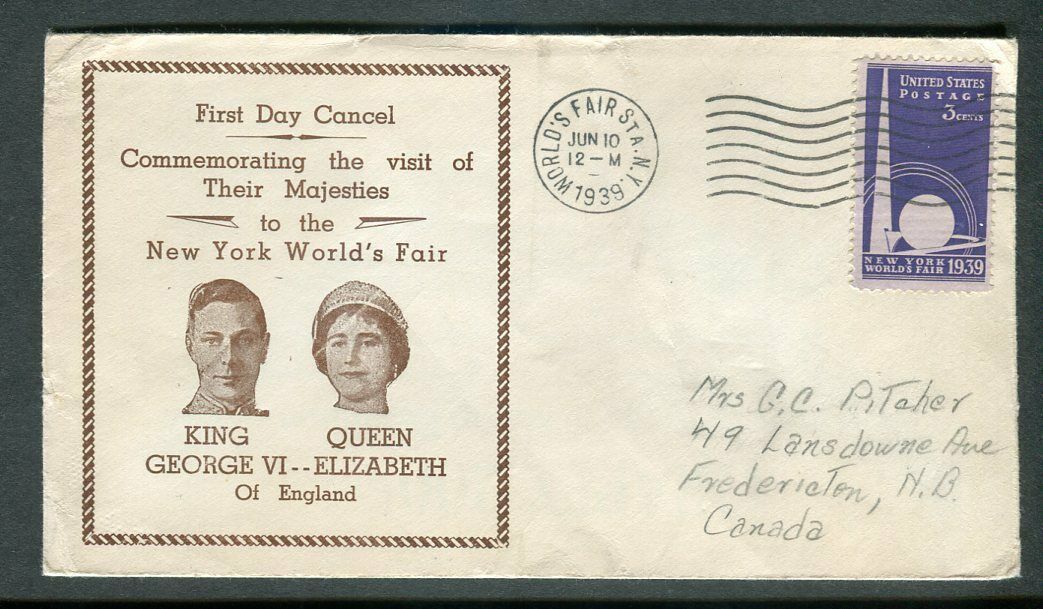 First Day Cancel
Commemorating the visit of
Their Majesties
to the
New York World's Fair
KING QUEEN
GEORGE VI--ELIZABETH
Of England
WORLD'S FAIR STA. N.Y.
JUN 10
12-M
1939
UNITED STATES
POSTAGE
3 CENTS
NEW YORK
WORLD'S FAIR 1939
Mrs G.C. Pitcher
49 Lansdowne Ave
Fredericton, N.B.
Canada